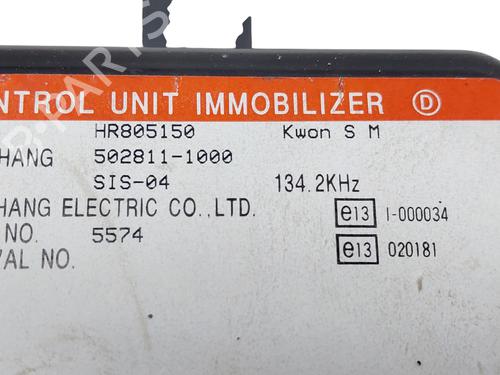 NTROL UNIT IMMOBILIZER D
HR805150 Kwon S M
HANG 502811-1000
SIS-04 134.2KHz
HANG ELECTRIC CO.,LTD.
e13 I-000034
NO. 5574
e13 020181
VAL NO.